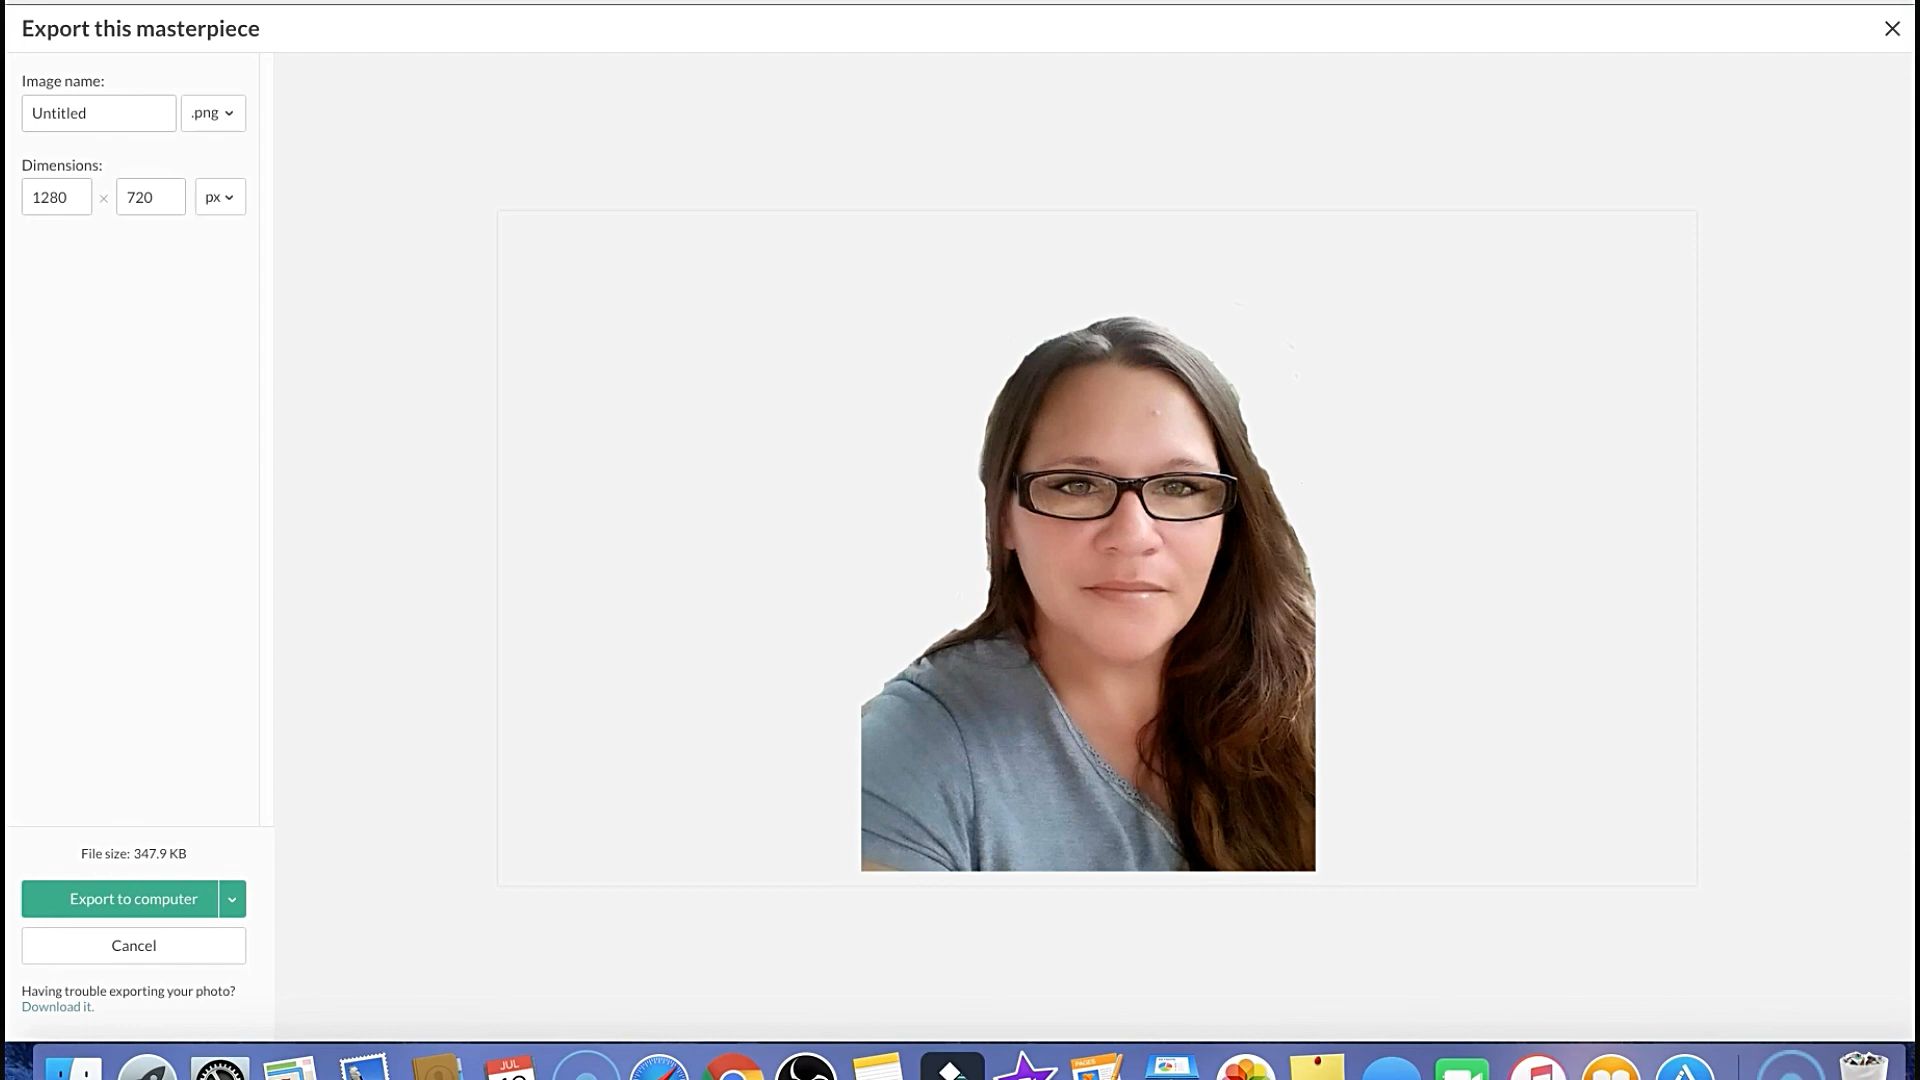 Export this masterpiece
Image name:
Untitled
.png
Dimensions:
1280 × 720 px
File size: 347.9 KB
Export to computer
Cancel
Having trouble exporting your photo?
Download it.
JUL
PAGES